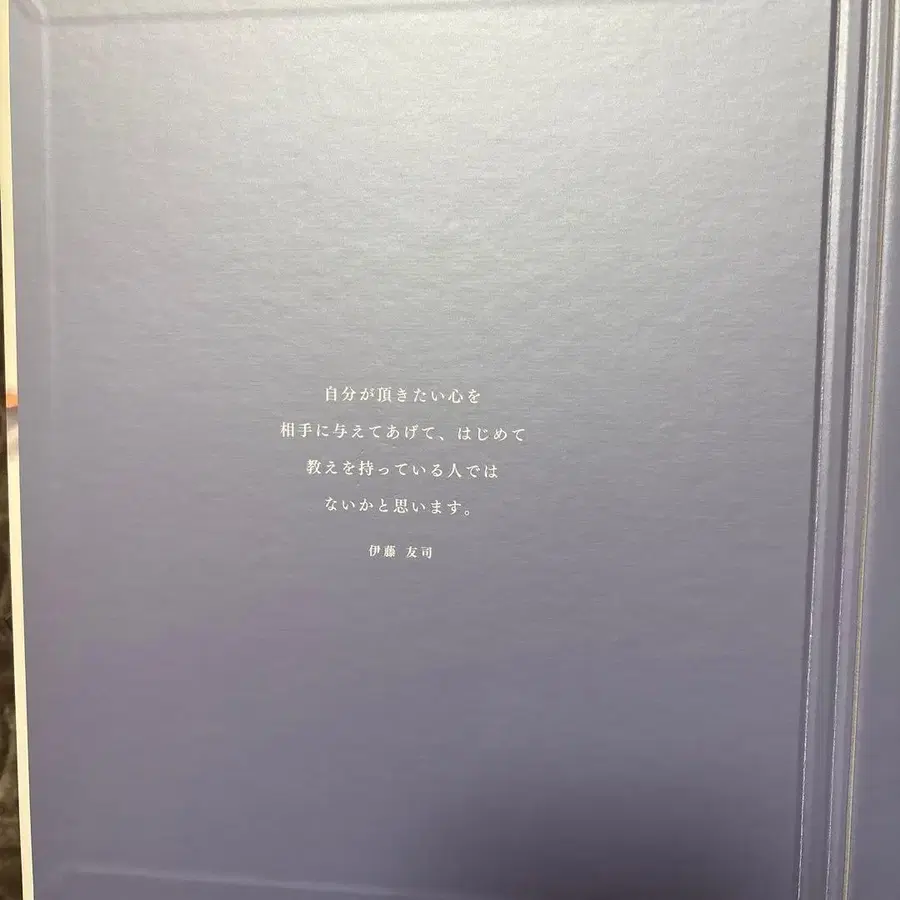 自分が頂きたい心を
相手に与えてあげて、はじめて
教えを持っている人では
ないかと思います。
伊藤 友司